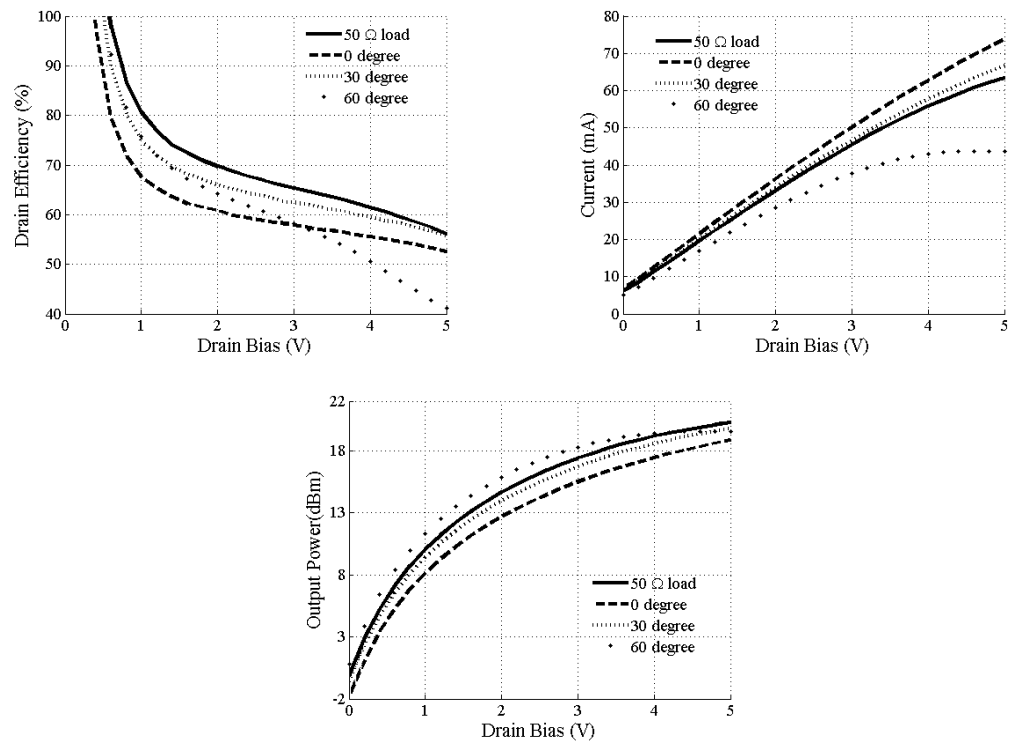 100
90
80
70
60
50
40
0
1
2
3
4
5
Drain Efficiency (%)
Drain Bias (V)
50 Ω load
0 degree
30 degree
60 degree
80
70
60
50
40
30
20
10
0
0
1
2
3
4
5
Current (mA)
Drain Bias (V)
50 Ω load
0 degree
30 degree
60 degree
22
18
13
8
3
-2
0
1
2
3
4
5
Output Power(dBm)
Drain Bias (V)
50 Ω load
0 degree
30 degree
60 degree